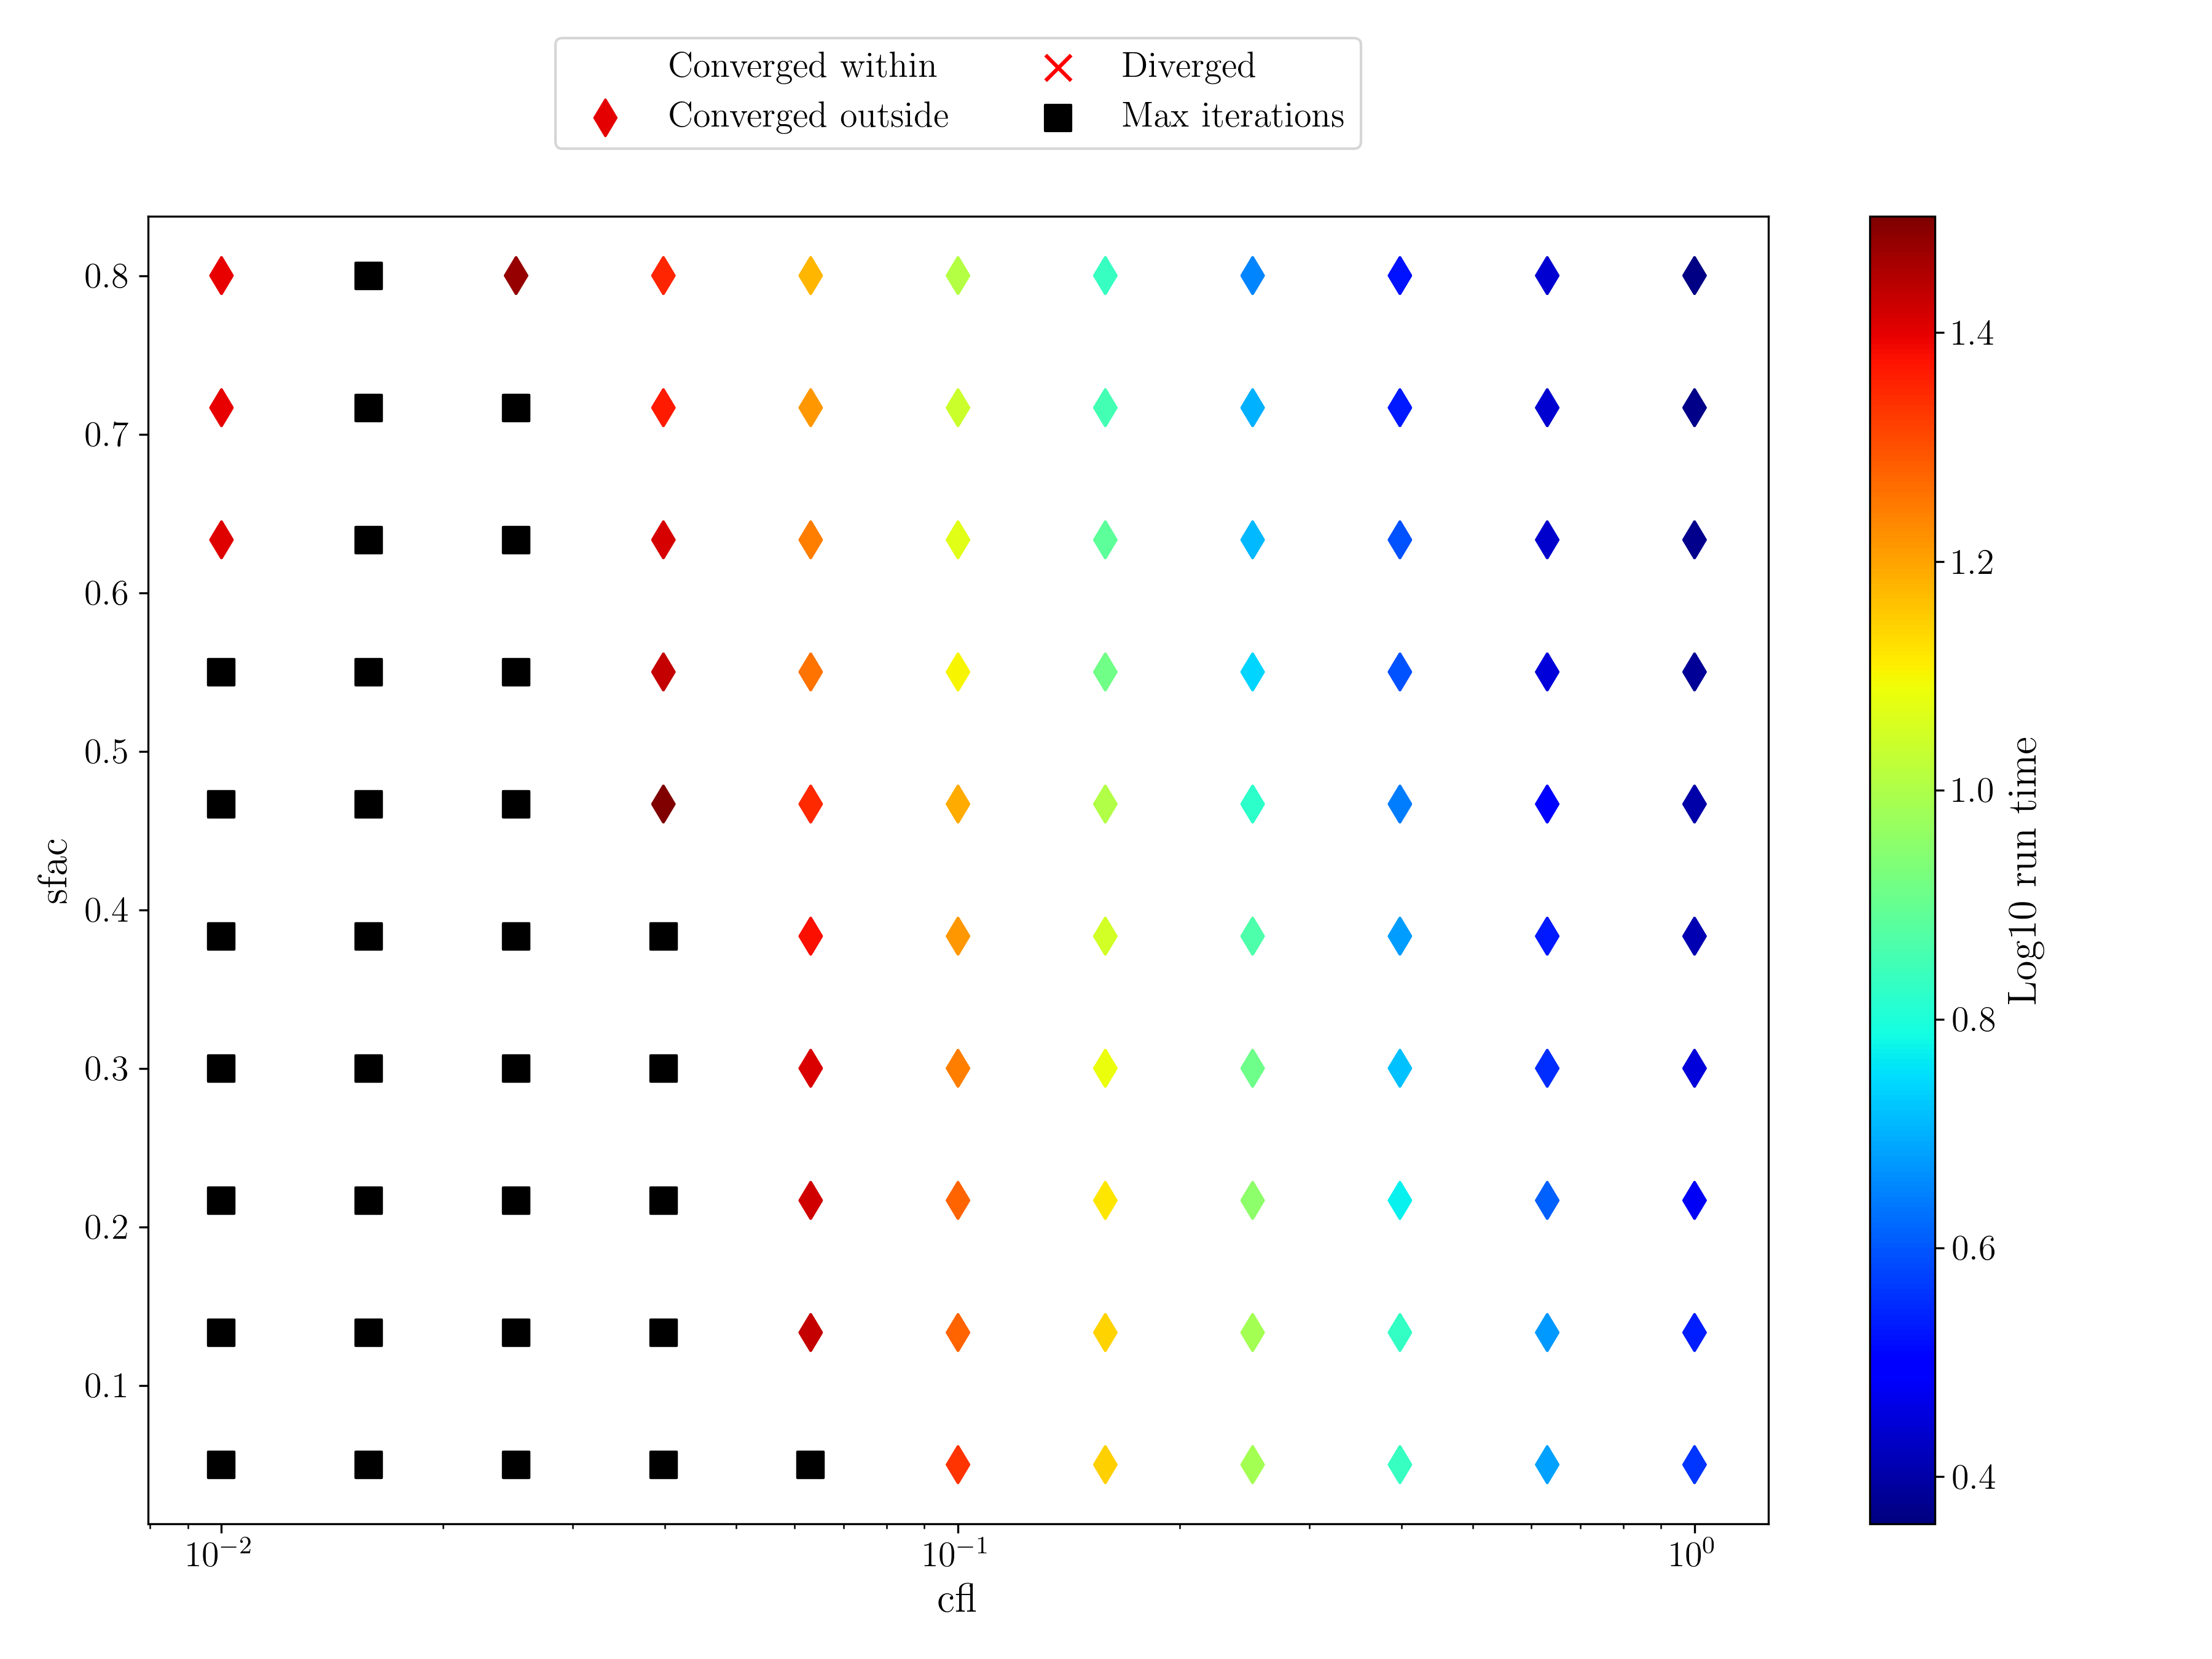 Converged within
Diverged
Converged outside
Max iterations
0.8
0.7
0.6
0.5
0.4
0.3
0.2
0.1
sfac
10⁻²
10⁻¹
10⁰
cfl
1.4
1.2
1.0
0.8
0.6
0.4
Log10 run time